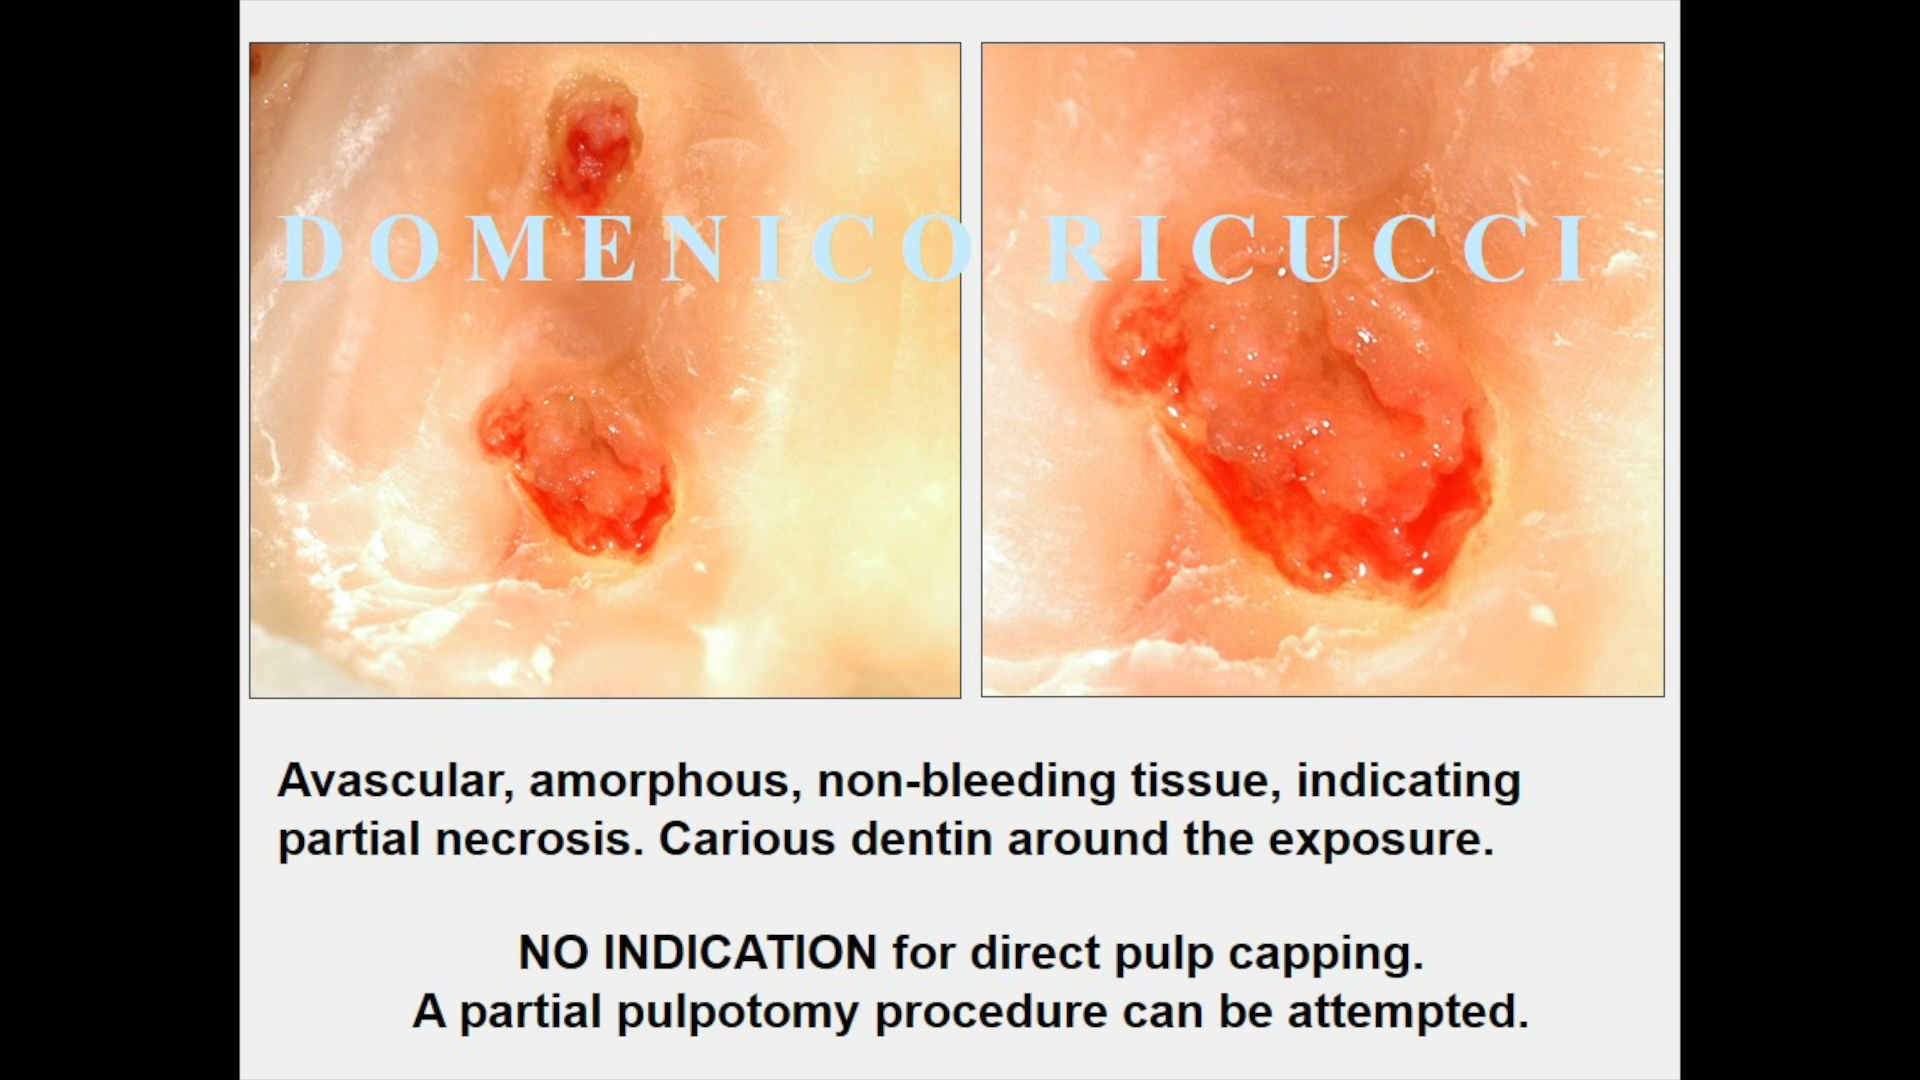 DOMENICO RICUCCI
Avascular, amorphous, non-bleeding tissue, indicating
partial necrosis. Carious dentin around the exposure.
NO INDICATION for direct pulp capping.
A partial pulpotomy procedure can be attempted.